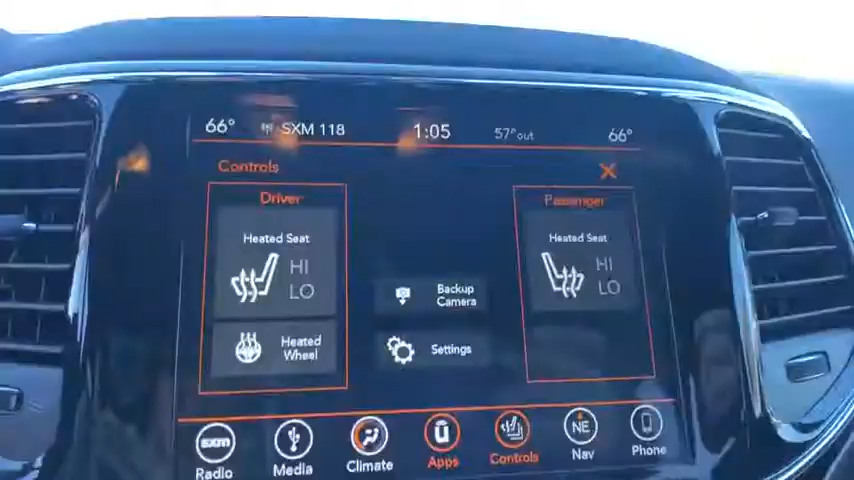 66° SXM 118 1:05 57° out 66°
Controls
Driver
Passenger
Heated Seat
HI
LO
Heated Wheel
Backup Camera
Settings
Heated Seat
HI
LO
sxm
NE
Radio Media Climate Apps Controls Nav Phone